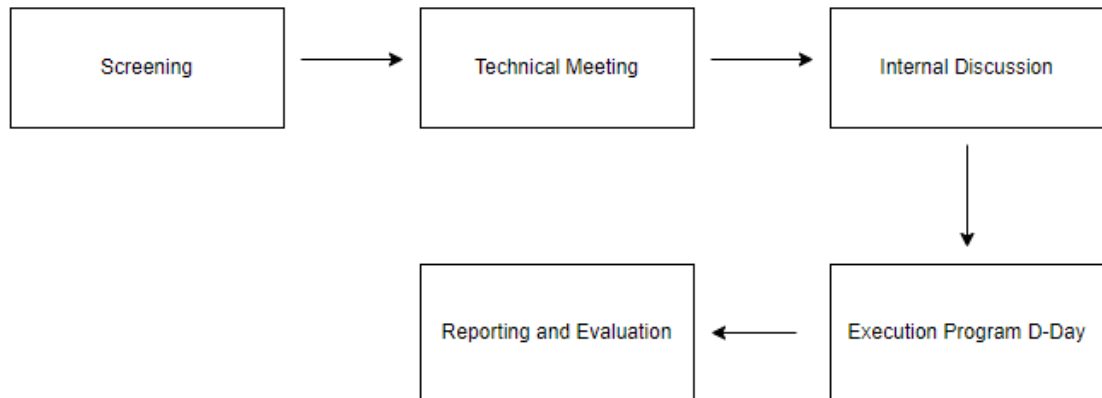 Screening
Technical Meeting
Internal Discussion
Execution Program D-Day
Reporting and Evaluation